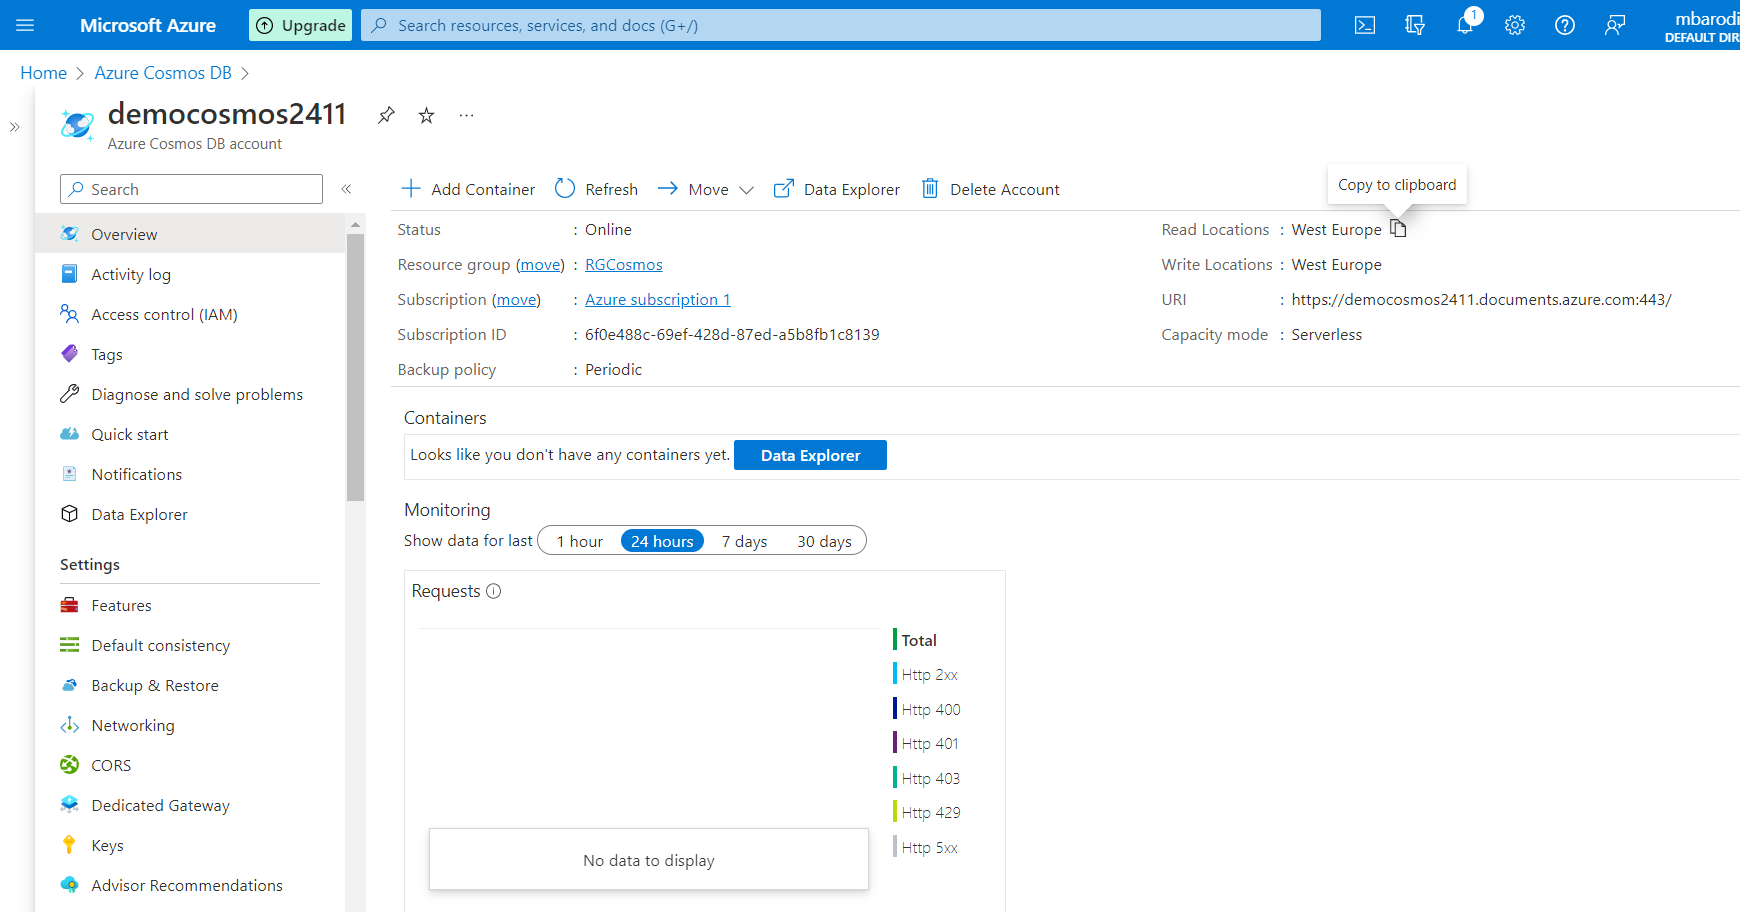 Microsoft Azure
Upgrade
Search resources, services, and docs (G+/)
1
mbarodi
DEFAULT DIR
Home > Azure Cosmos DB >
»
democosmos2411
...
Azure Cosmos DB account
Search
«
Overview
Activity log
Access control (IAM)
Tags
Diagnose and solve problems
Quick start
Notifications
Data Explorer
Settings
Features
Default consistency
Backup & Restore
Networking
CORS
Dedicated Gateway
Keys
Advisor Recommendations
Add Container
Refresh
Move
Data Explorer
Delete Account
Copy to clipboard
Status : Online
Resource group (move) : RGCosmos
Subscription (move) : Azure subscription 1
Subscription ID : 6f0e488c-69ef-428d-87ed-a5b8fb1c8139
Backup policy : Periodic
Read Locations : West Europe
Write Locations : West Europe
URI : https://democosmos2411.documents.azure.com:443/
Capacity mode : Serverless
Containers
Looks like you don't have any containers yet. Data Explorer
Monitoring
Show data for last 1 hour 24 hours 7 days 30 days
Requests
Total
Http 2xx
Http 400
Http 401
Http 403
Http 429
Http 5xx
No data to display